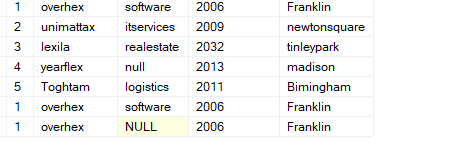 1 overhex software 2006 Franklin
2 unimattax itservices 2009 newtonsquare
3 lexila realestate 2032 tinleypark
4 yearflex null 2013 madison
5 Toghtam logistics 2011 Bimingham
1 overhex software 2006 Franklin
1 overhex NULL 2006 Franklin